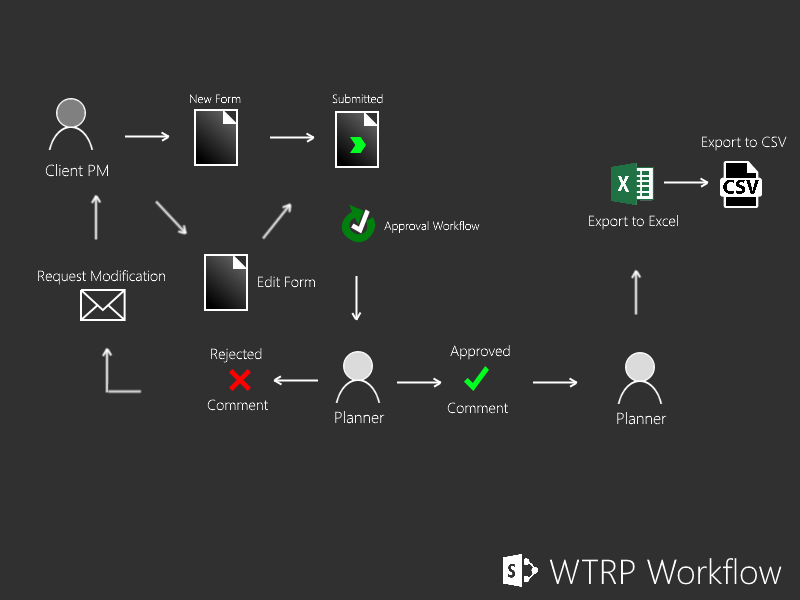 New Form
Submitted
Client PM
Export to CSV
X
CSV
Export to Excel
Approval Workflow
Request Modification
Edit Form
Rejected
Comment
Planner
Approved
Comment
Planner
S
WTRP Workflow